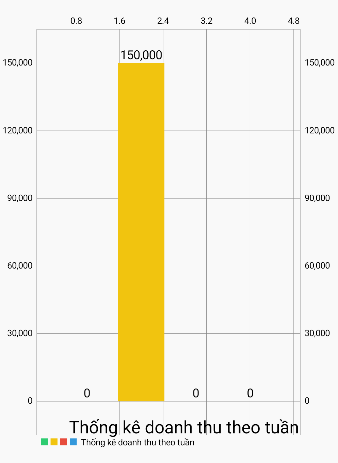 0.8 1.6 2.4 3.2 4.0 4.8
150,000
150,000 150,000
120,000 120,000
90,000 90,000
60,000 60,000
30,000 30,000
0 0 0
0 0
Thống kê doanh thu theo tuần
Thống kê doanh thu theo tuần